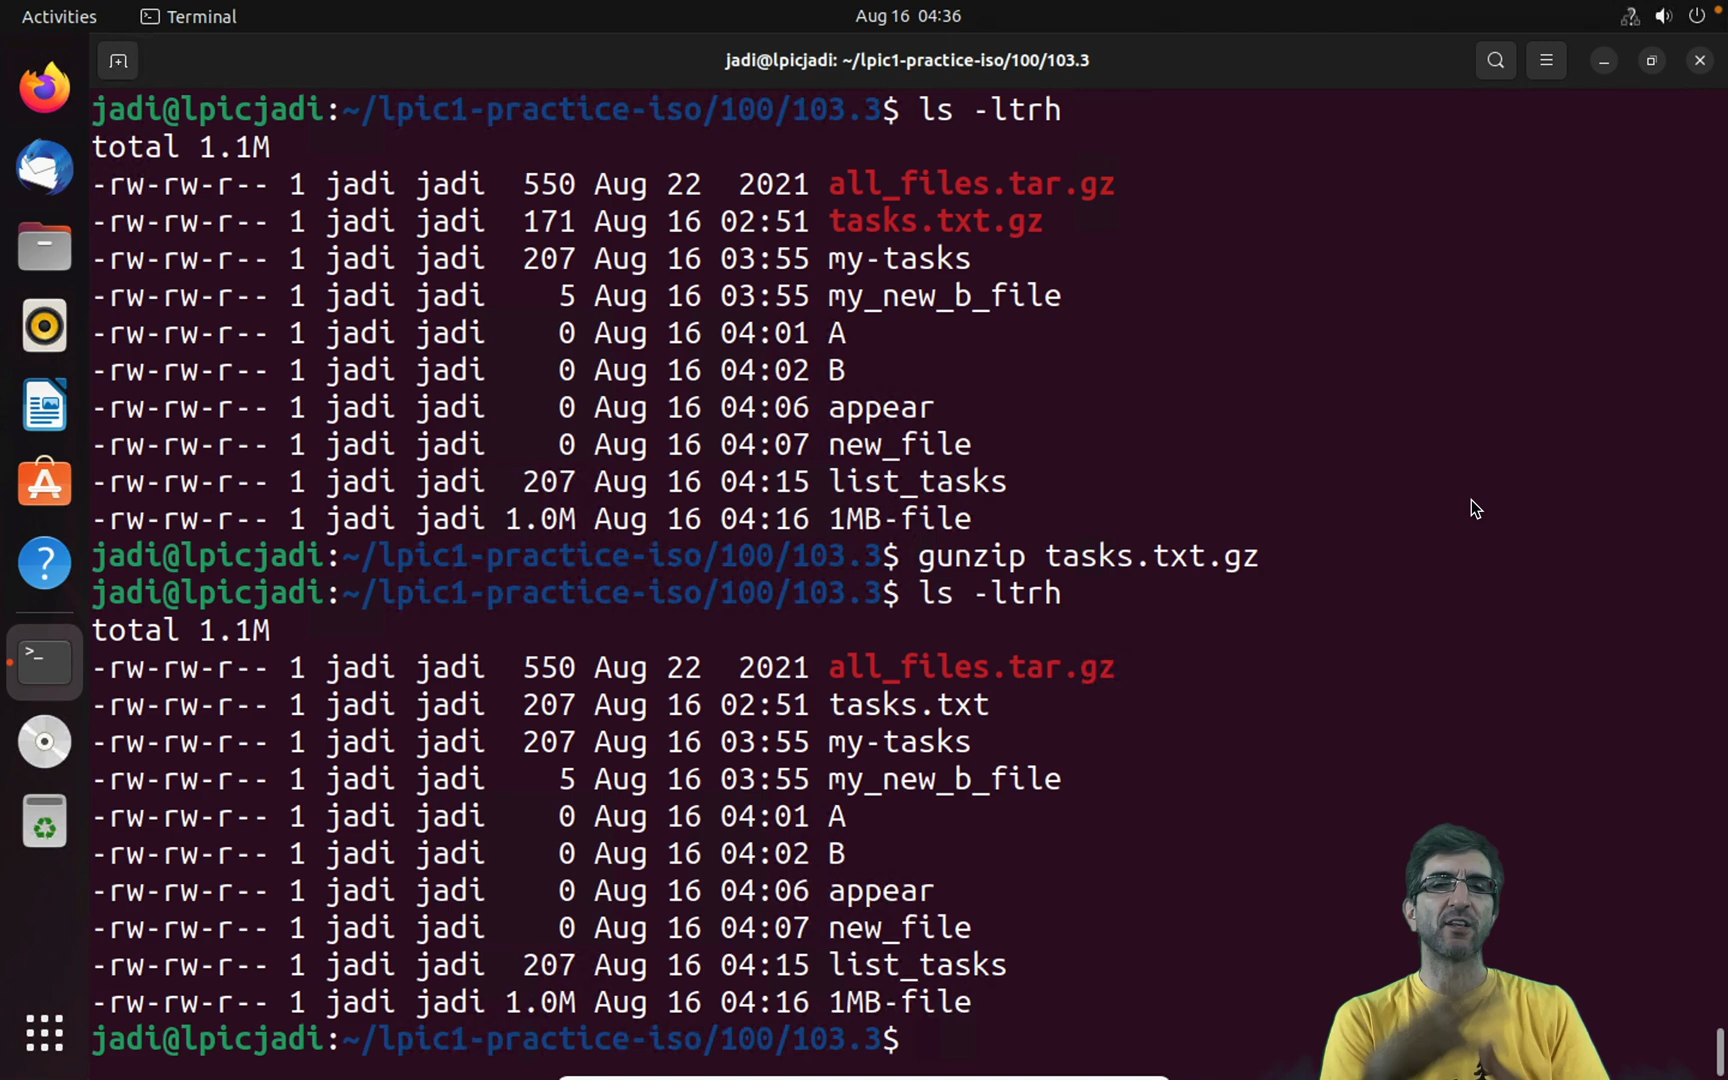 Activities Terminal Aug 16 04:36
jadi@lpicjadi: ~/lpic1-practice-iso/100/103.3
jadi@lpicjadi:~/lpic1-practice-iso/100/103.3$ ls -ltrh
total 1.1M
-rw-rw-r-- 1 jadi jadi  550 Aug 22  2021 all_files.tar.gz
-rw-rw-r-- 1 jadi jadi  171 Aug 16 02:51 tasks.txt.gz
-rw-rw-r-- 1 jadi jadi  207 Aug 16 03:55 my-tasks
-rw-rw-r-- 1 jadi jadi    5 Aug 16 03:55 my_new_b_file
-rw-rw-r-- 1 jadi jadi    0 Aug 16 04:01 A
-rw-rw-r-- 1 jadi jadi    0 Aug 16 04:02 B
-rw-rw-r-- 1 jadi jadi    0 Aug 16 04:06 appear
-rw-rw-r-- 1 jadi jadi    0 Aug 16 04:07 new_file
-rw-rw-r-- 1 jadi jadi  207 Aug 16 04:15 list_tasks
-rw-rw-r-- 1 jadi jadi 1.0M Aug 16 04:16 1MB-file
jadi@lpicjadi:~/lpic1-practice-iso/100/103.3$ gunzip tasks.txt.gz
jadi@lpicjadi:~/lpic1-practice-iso/100/103.3$ ls -ltrh
total 1.1M
-rw-rw-r-- 1 jadi jadi  550 Aug 22  2021 all_files.tar.gz
-rw-rw-r-- 1 jadi jadi  207 Aug 16 02:51 tasks.txt
-rw-rw-r-- 1 jadi jadi  207 Aug 16 03:55 my-tasks
-rw-rw-r-- 1 jadi jadi    5 Aug 16 03:55 my_new_b_file
-rw-rw-r-- 1 jadi jadi    0 Aug 16 04:01 A
-rw-rw-r-- 1 jadi jadi    0 Aug 16 04:02 B
-rw-rw-r-- 1 jadi jadi    0 Aug 16 04:06 appear
-rw-rw-r-- 1 jadi jadi    0 Aug 16 04:07 new_file
-rw-rw-r-- 1 jadi jadi  207 Aug 16 04:15 list_tasks
-rw-rw-r-- 1 jadi jadi 1.0M Aug 16 04:16 1MB-file
jadi@lpicjadi:~/lpic1-practice-iso/100/103.3$